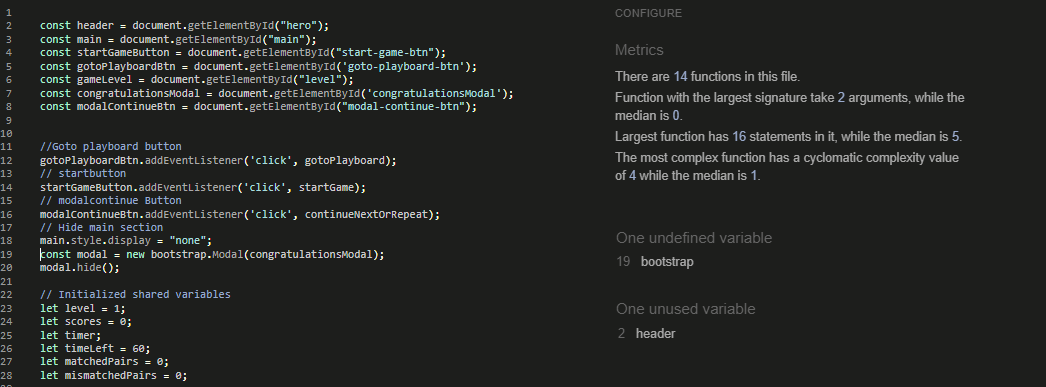 1
2 const header = document.getElementById("hero");
3 const main = document.getElementById("main");
4 const startGameButton = document.getElementById("start-game-btn");
5 const gotoPlayboardBtn = document.getElementById('goto-playboard-btn');
6 const gameLevel = document.getElementById("level");
7 const congratulationsModal = document.getElementById('congratulationsModal');
8 const modalContinueBtn = document.getElementById("modal-continue-btn");
9
10
11 //Goto playboard button
12 gotoPlayboardBtn.addEventListener('click', gotoPlayboard);
13 // startbutton
14 startGameButton.addEventListener('click', startGame);
15 // modalcontinue Button
16 modalContinueBtn.addEventListener('click', continueNextOrRepeat);
17 // Hide main section
18 main.style.display = "none";
19 const modal = new bootstrap.Modal(congratulationsModal);
20 modal.hide();
21
22 // Initialized shared variables
23 let level = 1;
24 let scores = 0;
25 let timer;
26 let timeLeft = 60;
27 let matchedPairs = 0;
28 let mismatchedPairs = 0;
CONFIGURE
Metrics
There are 14 functions in this file.
Function with the largest signature take 2 arguments, while the
median is 0.
Largest function has 16 statements in it, while the median is 5.
The most complex function has a cyclomatic complexity value
of 4 while the median is 1.
One undefined variable
19 bootstrap
One unused variable
2 header